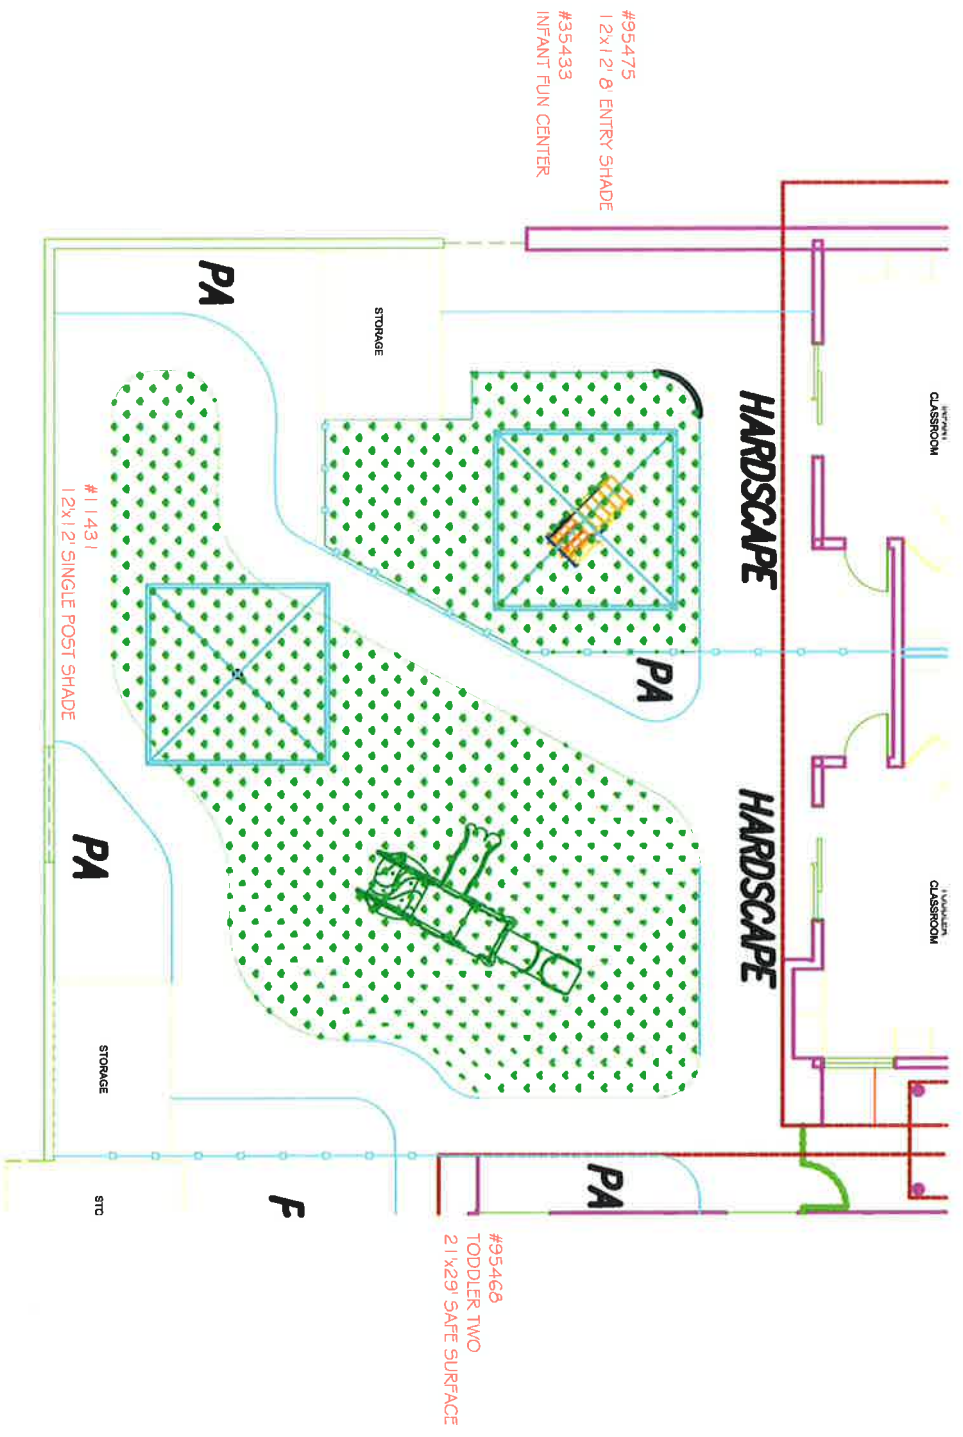 #95475
12'x12' 8' ENTRY SHADE
#35433
INFANT FUN CENTER
CLASSROOM
HARDSCAPE
PA
STORAGE
PA
#11431
12'x12' SINGLE POST SHADE
CLASSROOM
HARDSCAPE
PA
STORAGE
PA
F
STO
#95468
TODDLER TWO
21'x29' SAFE SURFACE